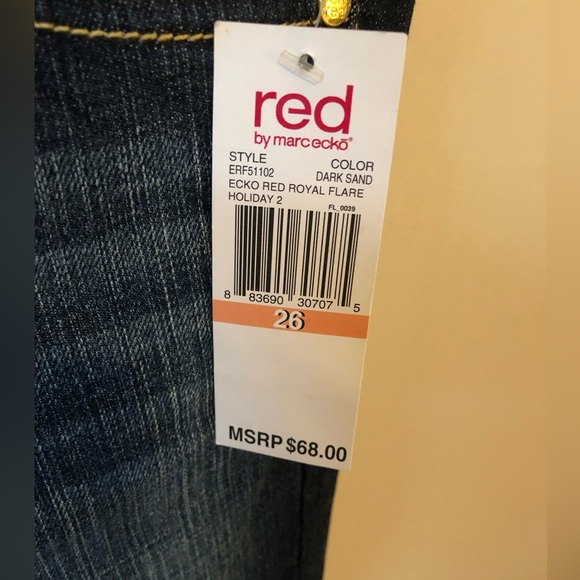 red
by marc eckō®
STYLE COLOR
ERF51102 DARK SAND
ECKO RED ROYAL FLARE
HOLIDAY 2
FL_0039
8 83690 30707 5
26
MSRP $68.00